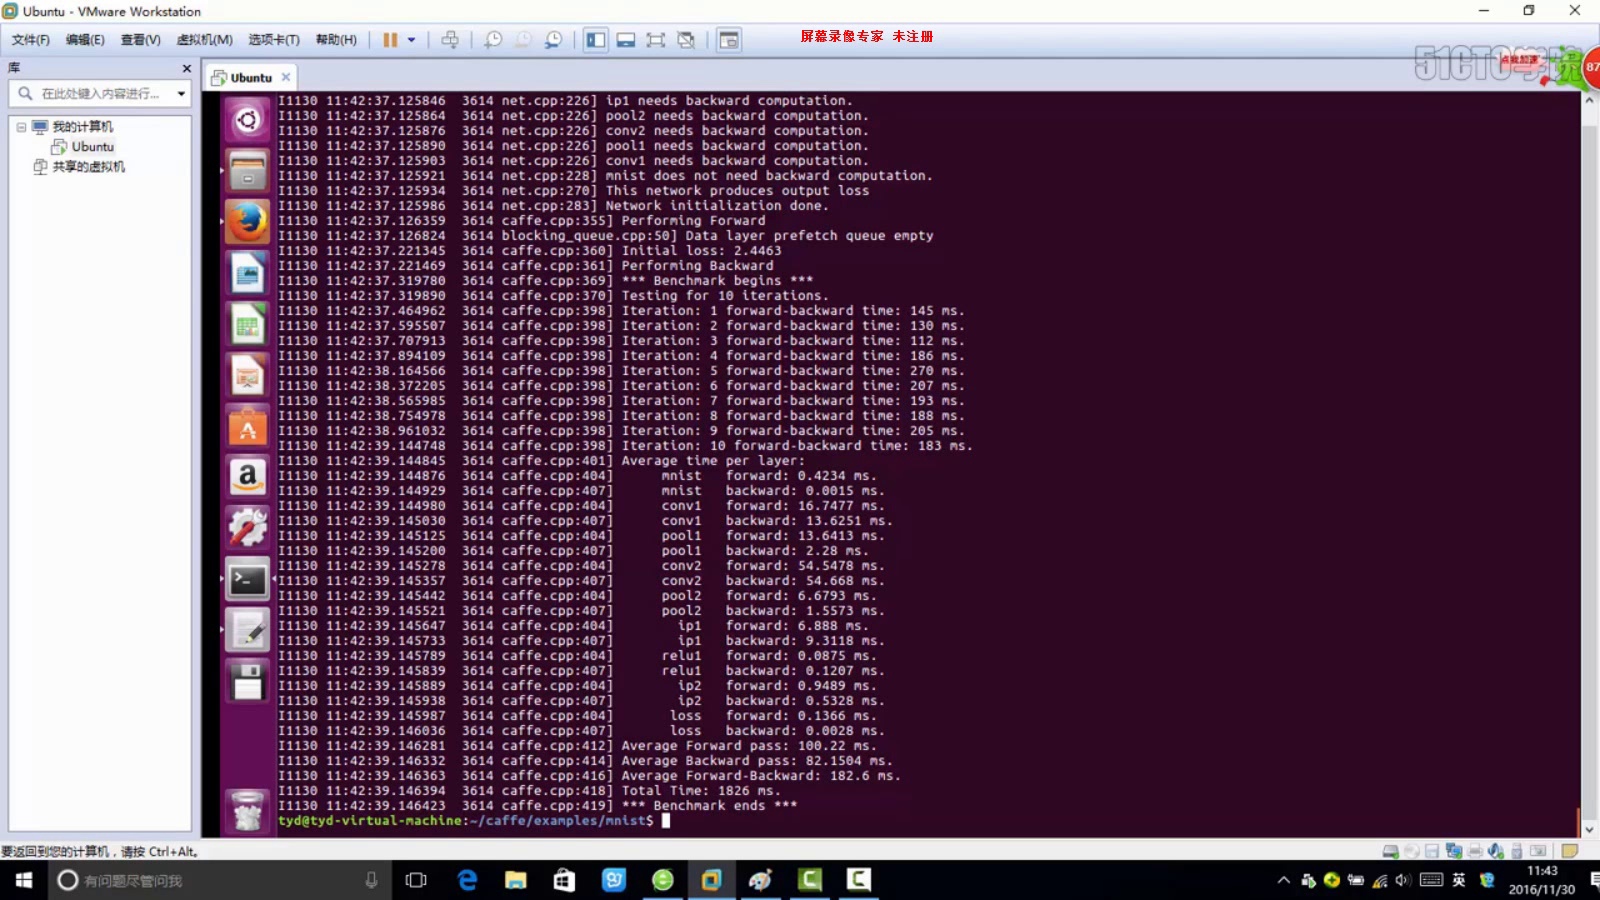 Ubuntu - VMware Workstation
文件(F) 编辑(E) 查看(V) 虚拟机(M) 选项卡(T) 帮助(H)
屏幕录像专家 未注册
51CTO学院
点我加速
87
库
在此处键入内容进行...
我的计算机
Ubuntu
共享的虚拟机
Ubuntu
I1130 11:42:37.125846 3614 net.cpp:226] ip1 needs backward computation.
I1130 11:42:37.125864 3614 net.cpp:226] pool2 needs backward computation.
I1130 11:42:37.125876 3614 net.cpp:226] conv2 needs backward computation.
I1130 11:42:37.125890 3614 net.cpp:226] pool1 needs backward computation.
I1130 11:42:37.125903 3614 net.cpp:226] conv1 needs backward computation.
I1130 11:42:37.125921 3614 net.cpp:228] mnist does not need backward computation.
I1130 11:42:37.125934 3614 net.cpp:270] This network produces output loss
I1130 11:42:37.125986 3614 net.cpp:283] Network initialization done.
I1130 11:42:37.126359 3614 caffe.cpp:355] Performing Forward
I1130 11:42:37.126824 3614 blocking_queue.cpp:50] Data layer prefetch queue empty
I1130 11:42:37.221345 3614 caffe.cpp:360] Initial loss: 2.4463
I1130 11:42:37.221469 3614 caffe.cpp:361] Performing Backward
I1130 11:42:37.319780 3614 caffe.cpp:369] *** Benchmark begins ***
I1130 11:42:37.319890 3614 caffe.cpp:370] Testing for 10 iterations.
I1130 11:42:37.464962 3614 caffe.cpp:398] Iteration: 1 forward-backward time: 145 ms.
I1130 11:42:37.595507 3614 caffe.cpp:398] Iteration: 2 forward-backward time: 130 ms.
I1130 11:42:37.707913 3614 caffe.cpp:398] Iteration: 3 forward-backward time: 112 ms.
I1130 11:42:37.894109 3614 caffe.cpp:398] Iteration: 4 forward-backward time: 186 ms.
I1130 11:42:38.164566 3614 caffe.cpp:398] Iteration: 5 forward-backward time: 270 ms.
I1130 11:42:38.372205 3614 caffe.cpp:398] Iteration: 6 forward-backward time: 207 ms.
I1130 11:42:38.565985 3614 caffe.cpp:398] Iteration: 7 forward-backward time: 193 ms.
I1130 11:42:38.754978 3614 caffe.cpp:398] Iteration: 8 forward-backward time: 188 ms.
I1130 11:42:38.961032 3614 caffe.cpp:398] Iteration: 9 forward-backward time: 205 ms.
I1130 11:42:39.144748 3614 caffe.cpp:398] Iteration: 10 forward-backward time: 183 ms.
I1130 11:42:39.144845 3614 caffe.cpp:401] Average time per layer:
I1130 11:42:39.144876 3614 caffe.cpp:404] mnist forward: 0.4234 ms.
I1130 11:42:39.144929 3614 caffe.cpp:407] mnist backward: 0.0015 ms.
I1130 11:42:39.144980 3614 caffe.cpp:404] conv1 forward: 16.7477 ms.
I1130 11:42:39.145030 3614 caffe.cpp:407] conv1 backward: 13.6251 ms.
I1130 11:42:39.145125 3614 caffe.cpp:404] pool1 forward: 13.6413 ms.
I1130 11:42:39.145200 3614 caffe.cpp:407] pool1 backward: 2.28 ms.
I1130 11:42:39.145278 3614 caffe.cpp:404] conv2 forward: 54.5478 ms.
I1130 11:42:39.145357 3614 caffe.cpp:407] conv2 backward: 54.668 ms.
I1130 11:42:39.145442 3614 caffe.cpp:404] pool2 forward: 6.6793 ms.
I1130 11:42:39.145521 3614 caffe.cpp:407] pool2 backward: 1.5573 ms.
I1130 11:42:39.145647 3614 caffe.cpp:404] ip1 forward: 6.888 ms.
I1130 11:42:39.145733 3614 caffe.cpp:407] ip1 backward: 9.3118 ms.
I1130 11:42:39.145789 3614 caffe.cpp:404] relu1 forward: 0.0875 ms.
I1130 11:42:39.145839 3614 caffe.cpp:407] relu1 backward: 0.1207 ms.
I1130 11:42:39.145889 3614 caffe.cpp:404] ip2 forward: 0.9489 ms.
I1130 11:42:39.145938 3614 caffe.cpp:407] ip2 backward: 0.5328 ms.
I1130 11:42:39.145987 3614 caffe.cpp:404] loss forward: 0.1366 ms.
I1130 11:42:39.146036 3614 caffe.cpp:407] loss backward: 0.0028 ms.
I1130 11:42:39.146281 3614 caffe.cpp:412] Average Forward pass: 100.22 ms.
I1130 11:42:39.146332 3614 caffe.cpp:414] Average Backward pass: 82.1504 ms.
I1130 11:42:39.146363 3614 caffe.cpp:416] Average Forward-Backward: 182.6 ms.
I1130 11:42:39.146394 3614 caffe.cpp:418] Total Time: 1826 ms.
I1130 11:42:39.146423 3614 caffe.cpp:419] *** Benchmark ends ***
tyd@tyd-virtual-machine:~/caffe/examples/mnist$
要返回到您的计算机，请按 Ctrl+Alt。
有问题尽管问我
英
11:43
2016/11/30